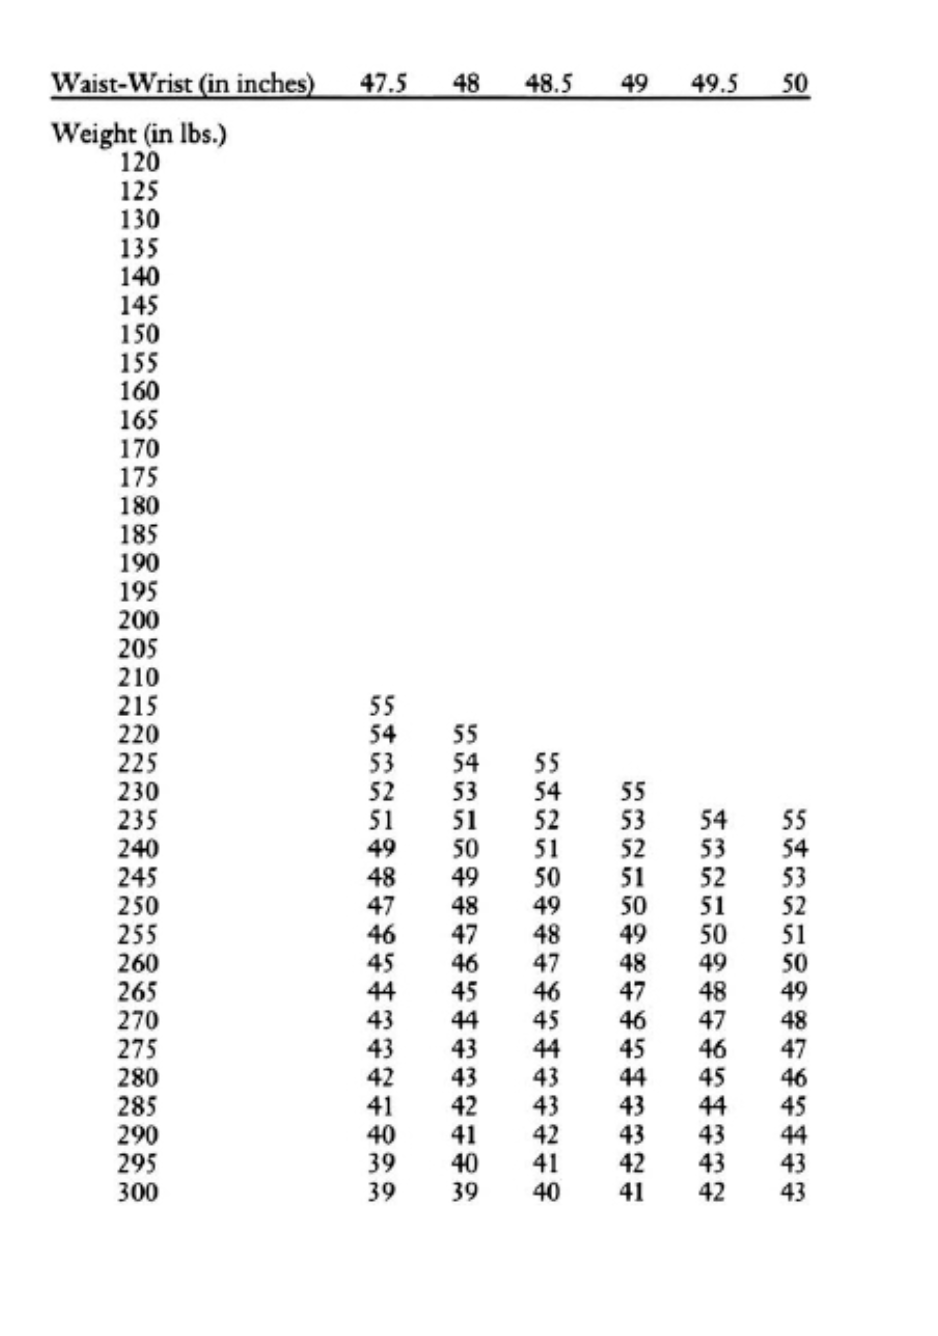 Waist-Wrist (in inches) 47.5 48 48.5 49 49.5 50
Weight (in lbs.)
120
125
130
135
140
145
150
155
160
165
170
175
180
185
190
195
200
205
210
215 55
220 54 55
225 53 54 55
230 52 53 54 55
235 51 51 52 53 54 55
240 49 50 51 52 53 54
245 48 49 50 51 52 53
250 47 48 49 50 51 52
255 46 47 48 49 50 51
260 45 46 47 48 49 50
265 44 45 46 47 48 49
270 43 44 45 46 47 48
275 43 43 44 45 46 47
280 42 43 43 44 45 46
285 41 42 43 43 44 45
290 40 41 42 43 43 44
295 39 40 41 42 43 43
300 39 39 40 41 42 43